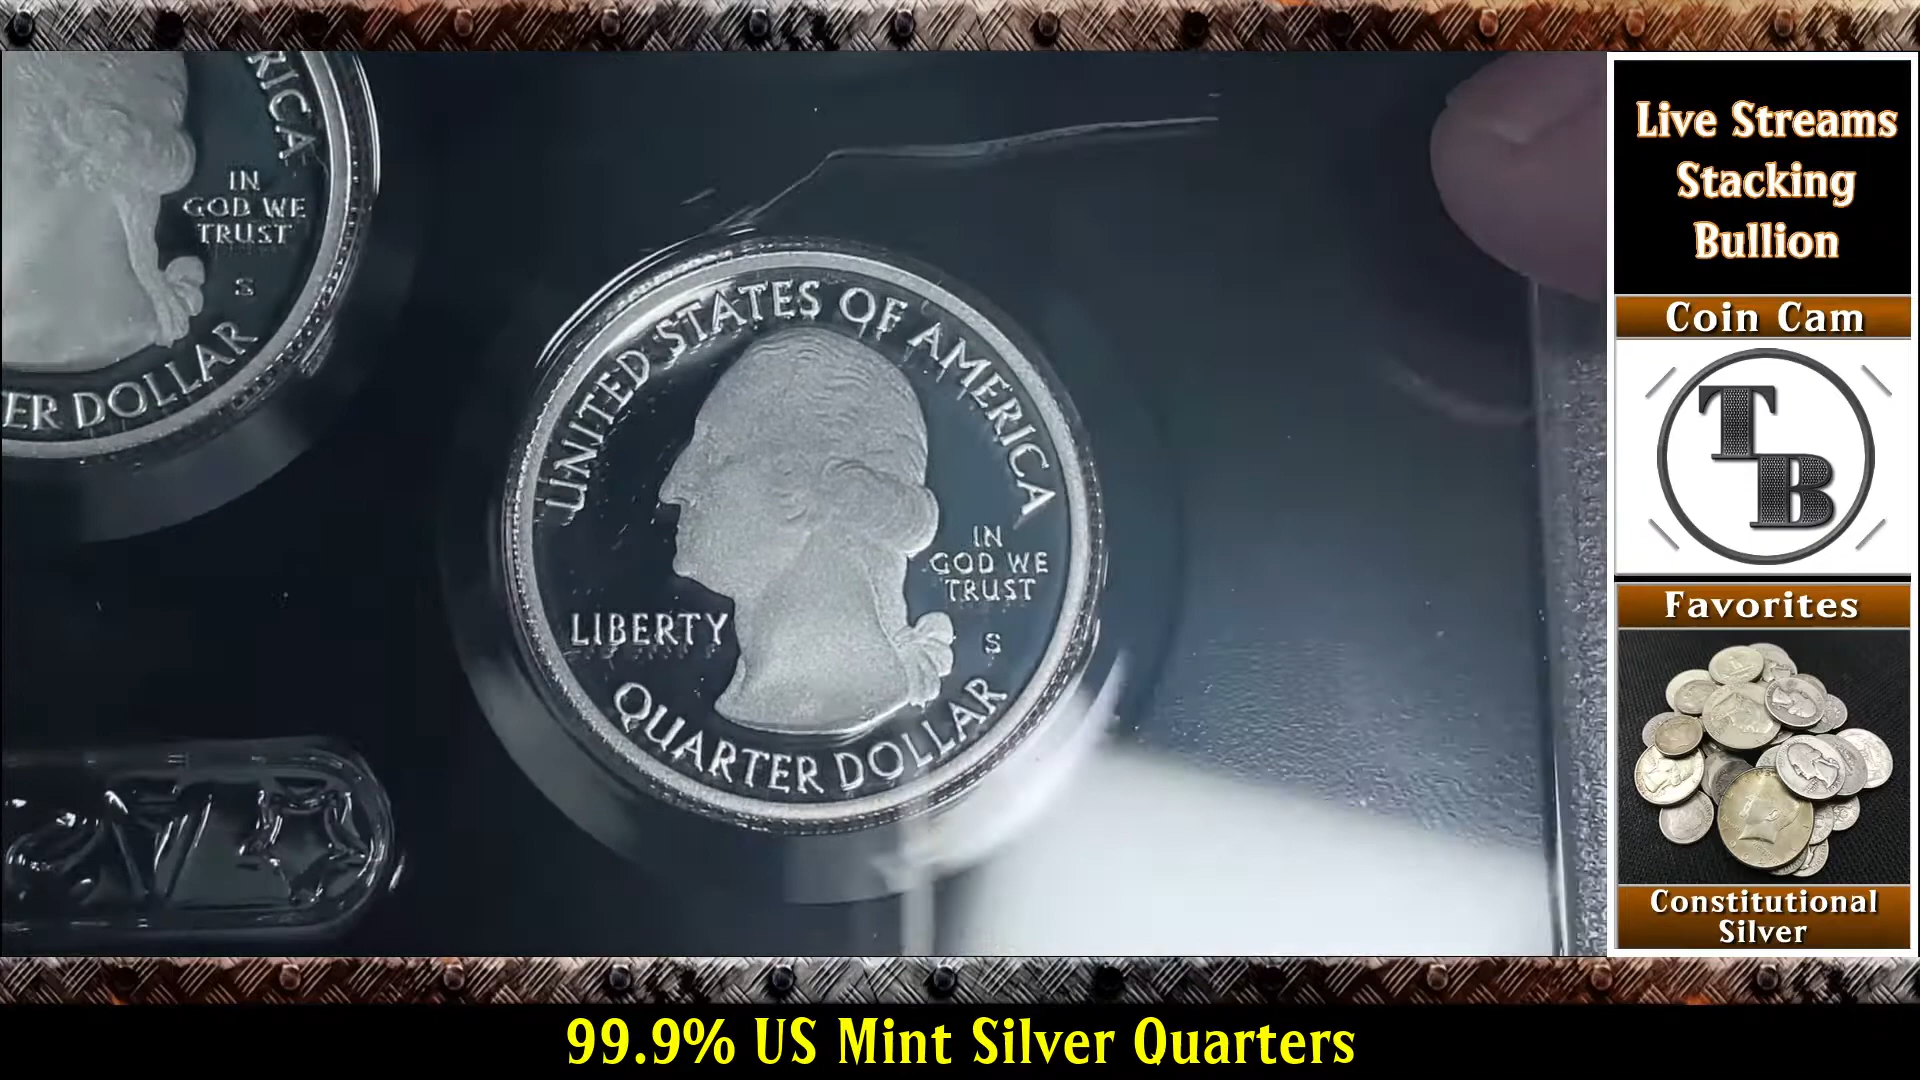 RICA
IN
GOD WE
TRUST
S
ER DOLLAR
UNITED STATES OF AMERICA
IN
GOD WE
TRUST
LIBERTY
S
QUARTER DOLLAR
Live Streams
Stacking
Bullion
Coin Cam
TB
Favorites
Constitutional
Silver
99.9% US Mint Silver Quarters